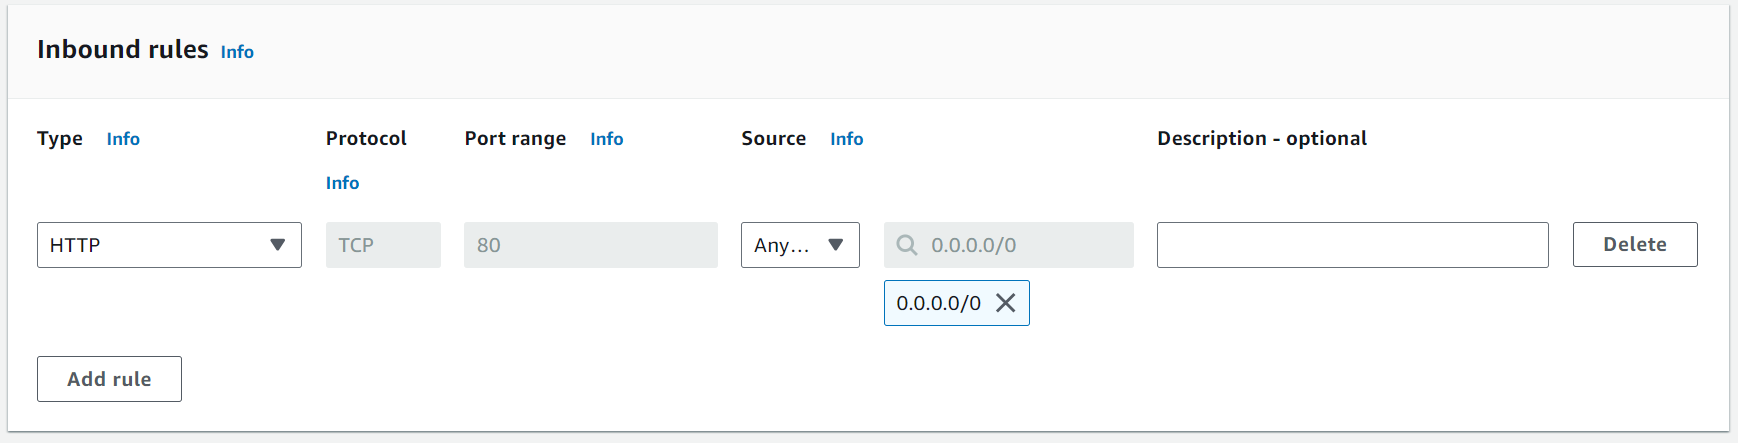 Inbound rules Info
Type Info Protocol Info Port range Info Source Info Description - optional
HTTP TCP 80 Any... 0.0.0.0/0 Delete
0.0.0.0/0
Add rule